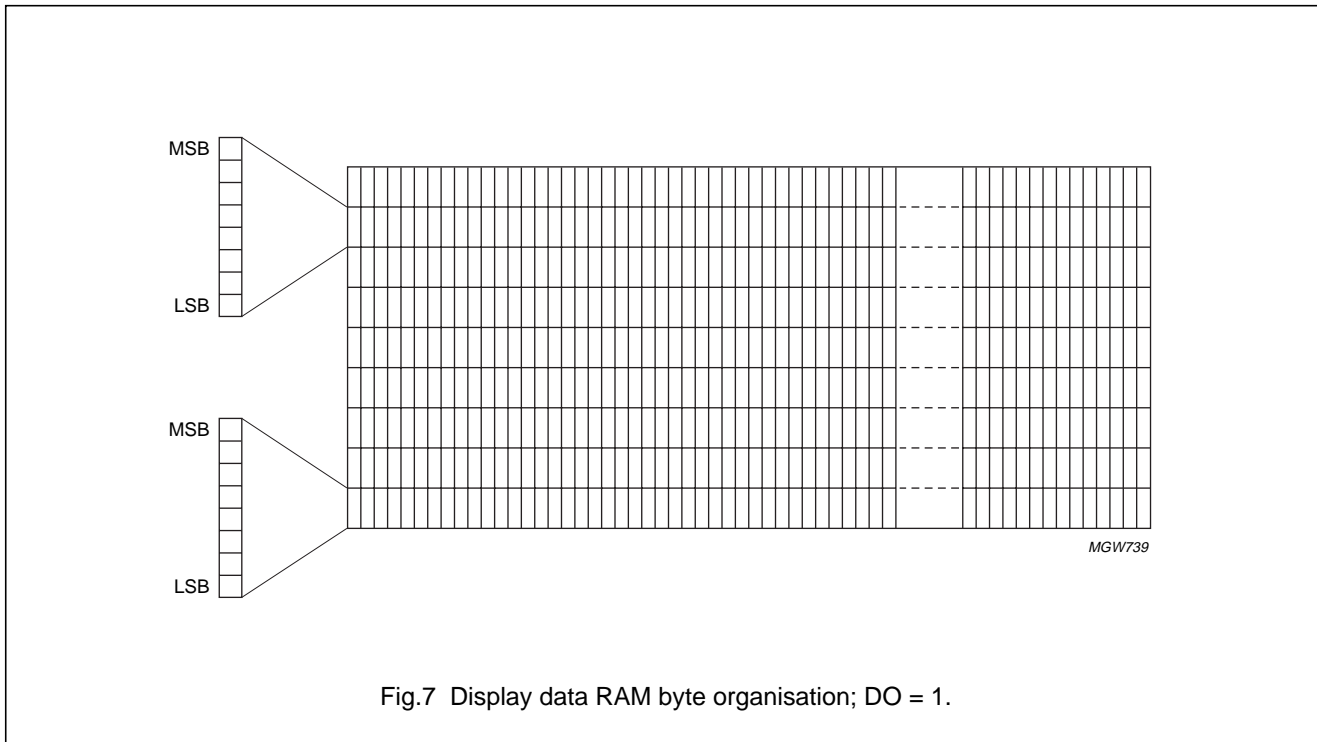 MSB
LSB
MSB
LSB
MGW739
Fig.7 Display data RAM byte organisation; DO = 1.